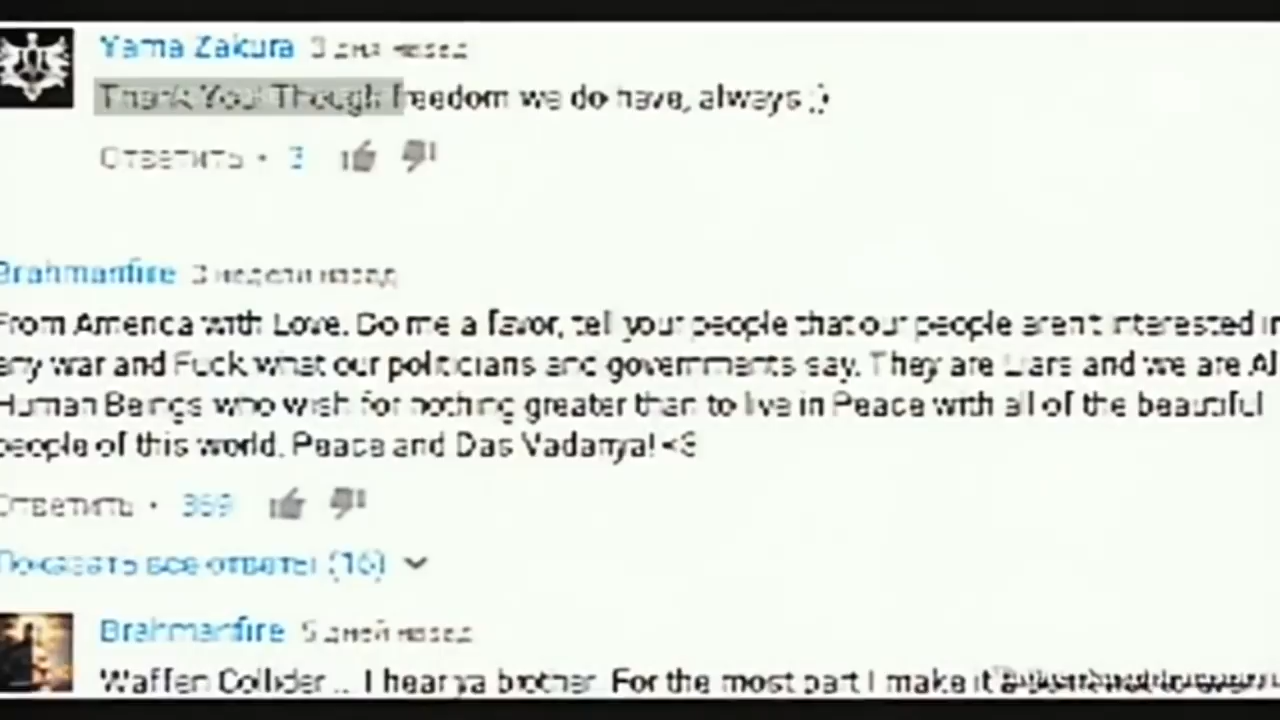 Yama Zakura 3 дня назад
Thank You! Though freedom we do have, always ;)
Ответить · 3
Brahmanfire 3 недели назад
From America with Love. Do me a favor, tell your people that our people aren't interested in
any war and Fuck what our politicians and governments say. They are Liars and we are All
Human Beings who wish for nothing greater than to live in Peace with all of the beautiful
people of this world. Peace and Das Vadanya! <3
Ответить · 369
Показать все ответы (16)
Brahmanfire 5 дней назад
Waffen Collider... I hear ya brother. For the most part I make it a